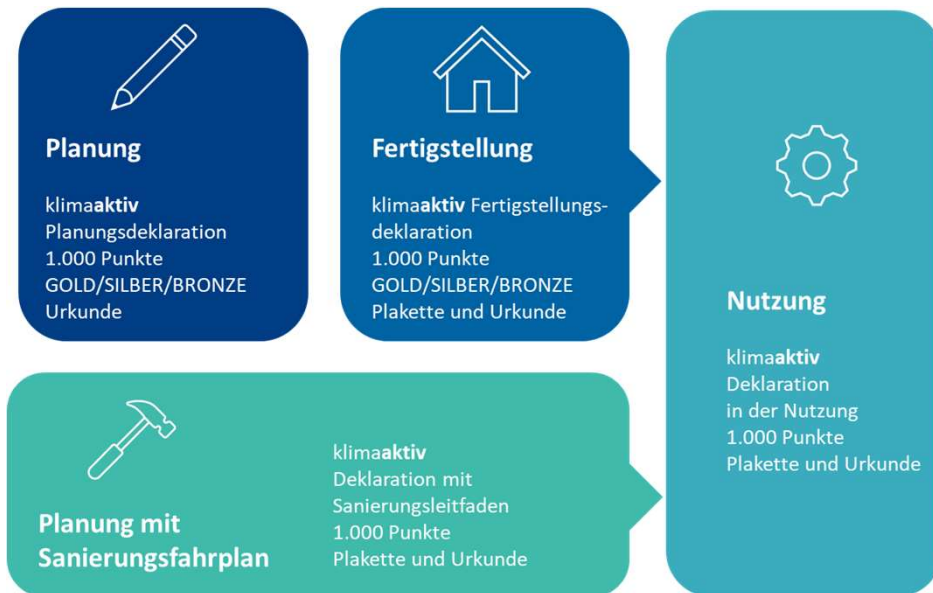 Planung
klimaaktiv
Planungsdeklaration
1.000 Punkte
GOLD/SILBER/BRONZE
Urkunde
Fertigstellung
klimaaktiv Fertigstellungs-
deklaration
1.000 Punkte
GOLD/SILBER/BRONZE
Plakette und Urkunde
Nutzung
klimaaktiv
Deklaration
in der Nutzung
1.000 Punkte
Plakette und Urkunde
Planung mit
Sanierungsfahrplan
klimaaktiv
Deklaration mit
Sanierungsleitfaden
1.000 Punkte
Plakette und Urkunde